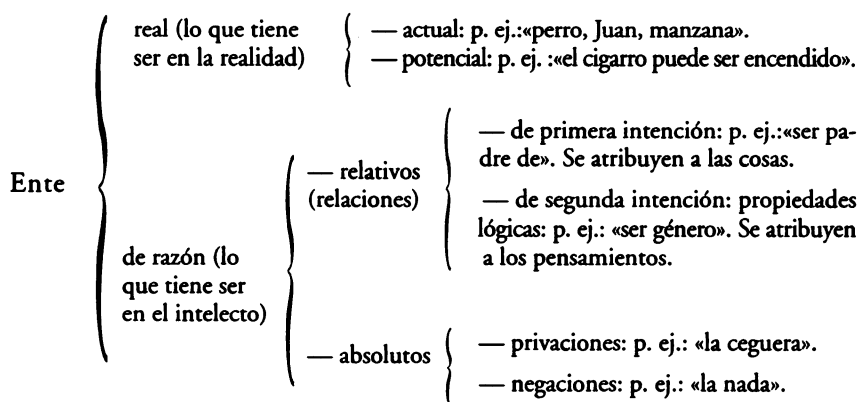 Ente
real (lo que tiene
ser en la realidad)
— actual: p. ej.:«perro, Juan, manzana».
— potencial: p. ej. :«el cigarro puede ser encendido».
de razón (lo
que tiene ser
en el intelecto)
— relativos
(relaciones)
— de primera intención: p. ej.:«ser pa-
dre de». Se atribuyen a las cosas.
— de segunda intención: propiedades
lógicas: p. ej.: «ser género». Se atribuyen
a los pensamientos.
— absolutos
— privaciones: p. ej.: «la ceguera».
— negaciones: p. ej.: «la nada».